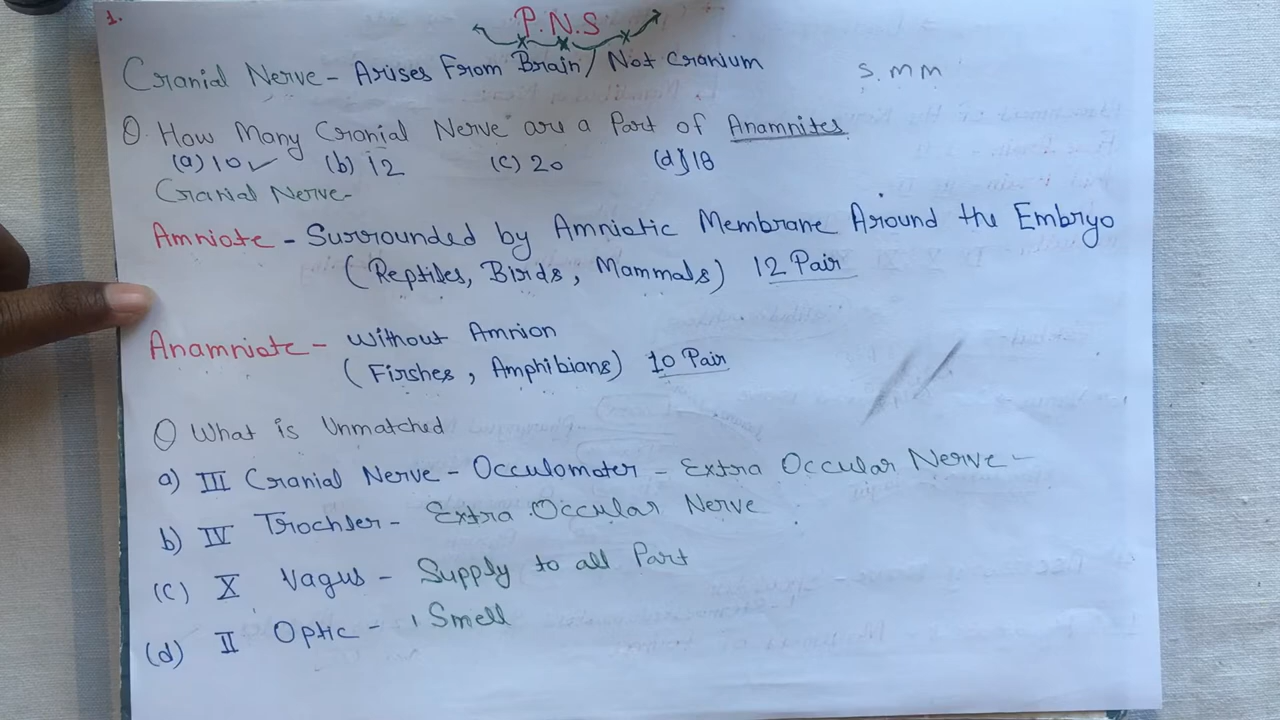 1.
P.N.S
Cranial Nerve - Arises From Brain / Not Cranium
S. M M
Q. How Many Cranial Nerve are a Part of Anamnites
(a) 10 ✓ (b) 12 (c) 20 (d) 18
Cranial Nerve-
Amniote - Surrounded by Amniotic Membrane Around the Embryo
(Reptiles, Birds, Mammals) 12 Pair
Anamniote - Without Amnion
(Firshes, Amphibians) 10 Pair
Q What is Unmatched
a) III Cranial Nerve - Occulomoter - Extra Occular Nerve -
b) IV Trochler - Extra Occular Nerve
(c) X Vagus - Supply to all Part
(d) II Optic - Smell